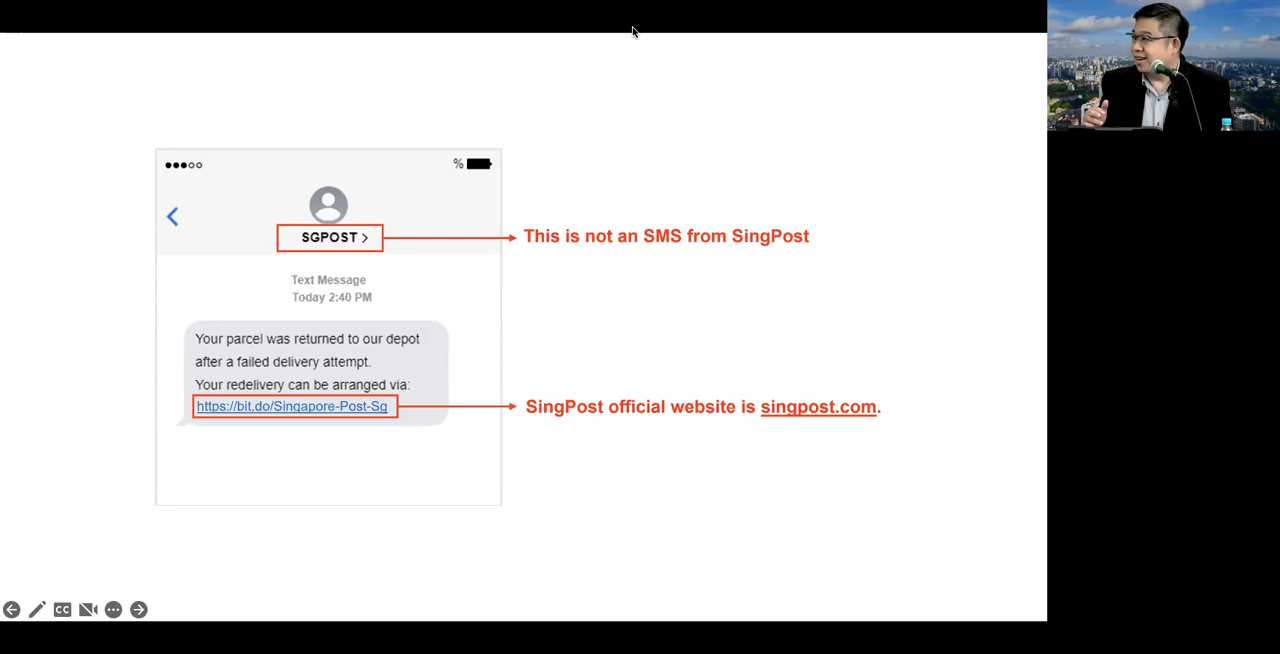 %
SGPOST >
This is not an SMS from SingPost
Text Message
Today 2:40 PM
Your parcel was returned to our depot
after a failed delivery attempt.
Your redelivery can be arranged via:
https://bit.do/Singapore-Post-Sg
SingPost official website is singpost.com.
CC